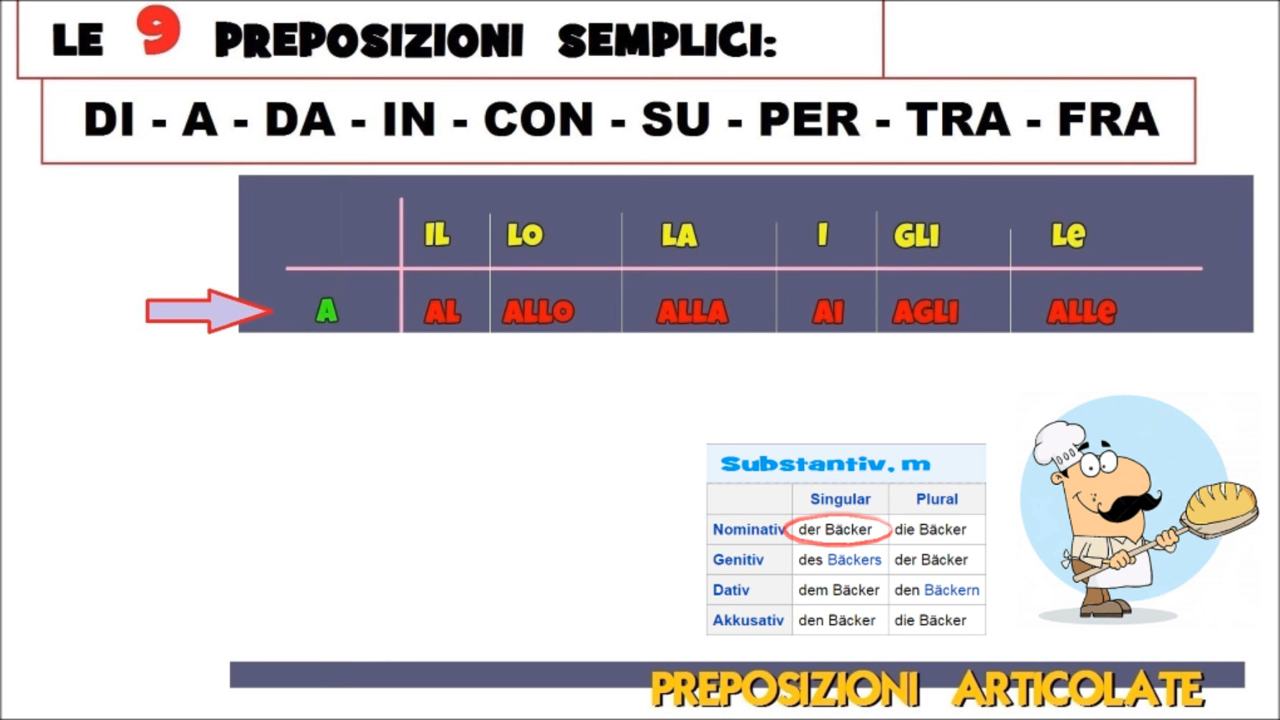 LE 9 PREPOSIZIONI SEMPLICI:
DI - A - DA - IN - CON - SU - PER - TRA - FRA
IL LO LA I GLI Le
A AL ALLO ALLA AI AGLI ALLe
Substantiv, m
Singular Plural
Nominativ der Bäcker die Bäcker
Genitiv des Bäckers der Bäcker
Dativ dem Bäcker den Bäckern
Akkusativ den Bäcker die Bäcker
PREPOSIZIONI ARTICOLATE